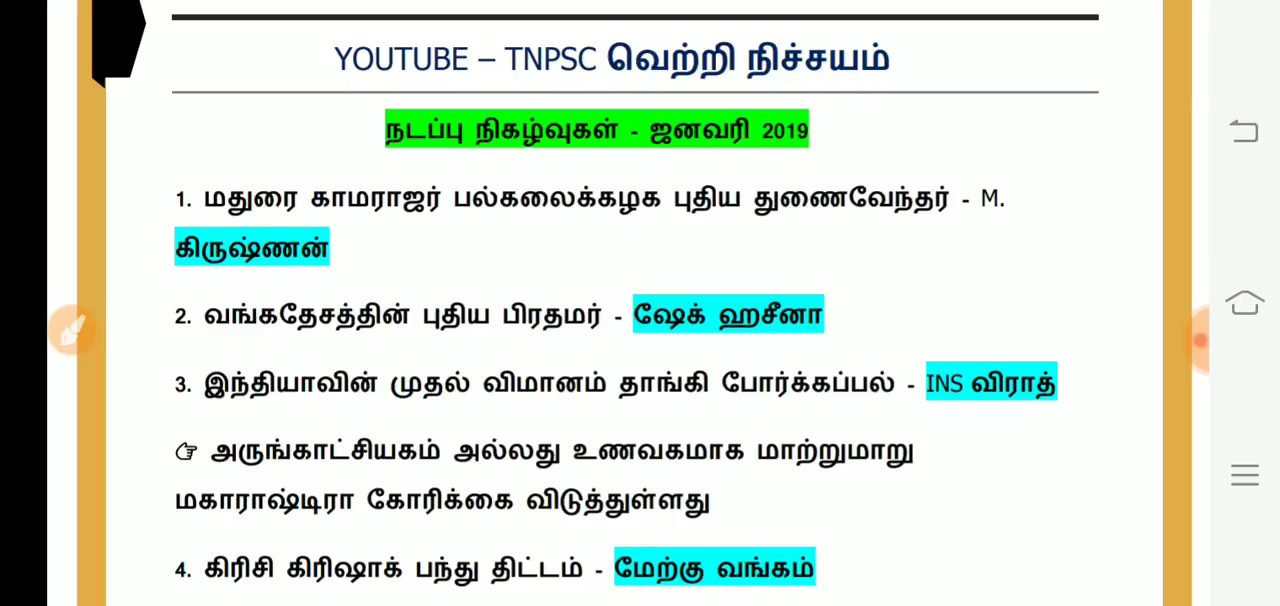 YOUTUBE – TNPSC வெற்றி நிச்சயம்
நடப்பு நிகழ்வுகள் - ஜனவரி 2019
1. மதுரை காமராஜர் பல்கலைக்கழக புதிய துணைவேந்தர் - M.
கிருஷ்ணன்
2. வங்கதேசத்தின் புதிய பிரதமர் - ஷேக் ஹசீனா
3. இந்தியாவின் முதல் விமானம் தாங்கி போர்க்கப்பல் - INS விராத்
☞ அருங்காட்சியகம் அல்லது உணவகமாக மாற்றுமாறு
மகாராஷ்டிரா கோரிக்கை விடுத்துள்ளது
4. கிரிசி கிரிஷாக் பந்து திட்டம் - மேற்கு வங்கம்